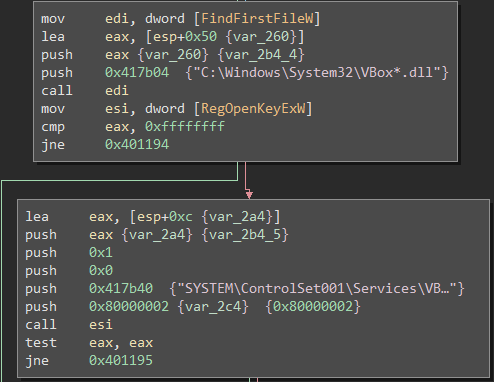 mov edi, dword [FindFirstFileW]
lea eax, [esp+0x50 {var_260}]
push eax {var_260} {var_2b4_4}
push 0x417b04 {"C:\Windows\System32\VBox*.dll"}
call edi
mov esi, dword [RegOpenKeyExW]
cmp eax, 0xffffffff
jne 0x401194
lea eax, [esp+0xc {var_2a4}]
push eax {var_2a4} {var_2b4_5}
push 0x1
push 0x0
push 0x417b40 {"SYSTEM\ControlSet001\Services\VB…"}
push 0x80000002 {var_2c4} {0x80000002}
call esi
test eax, eax
jne 0x401195